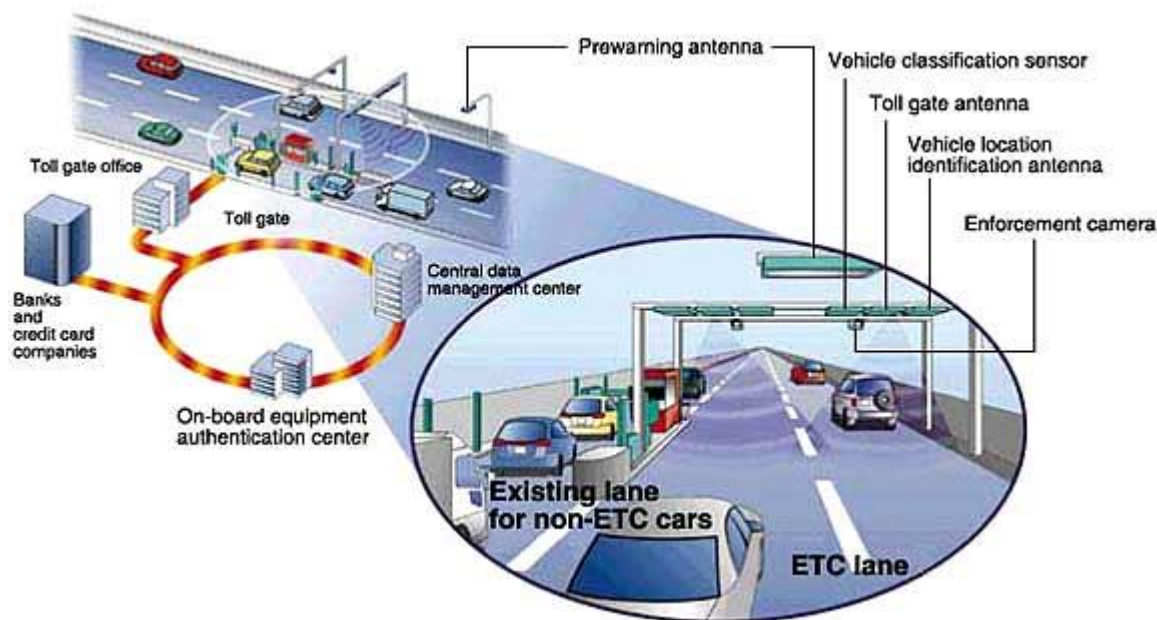 Prewarning antenna
Vehicle classification sensor
Toll gate antenna
Vehicle location
identification antenna
Enforcement camera
Toll gate office
Toll gate
Banks
and
credit card
companies
Central data
management center
On-board equipment
authentication center
Existing lane
for non-ETC cars
ETC lane